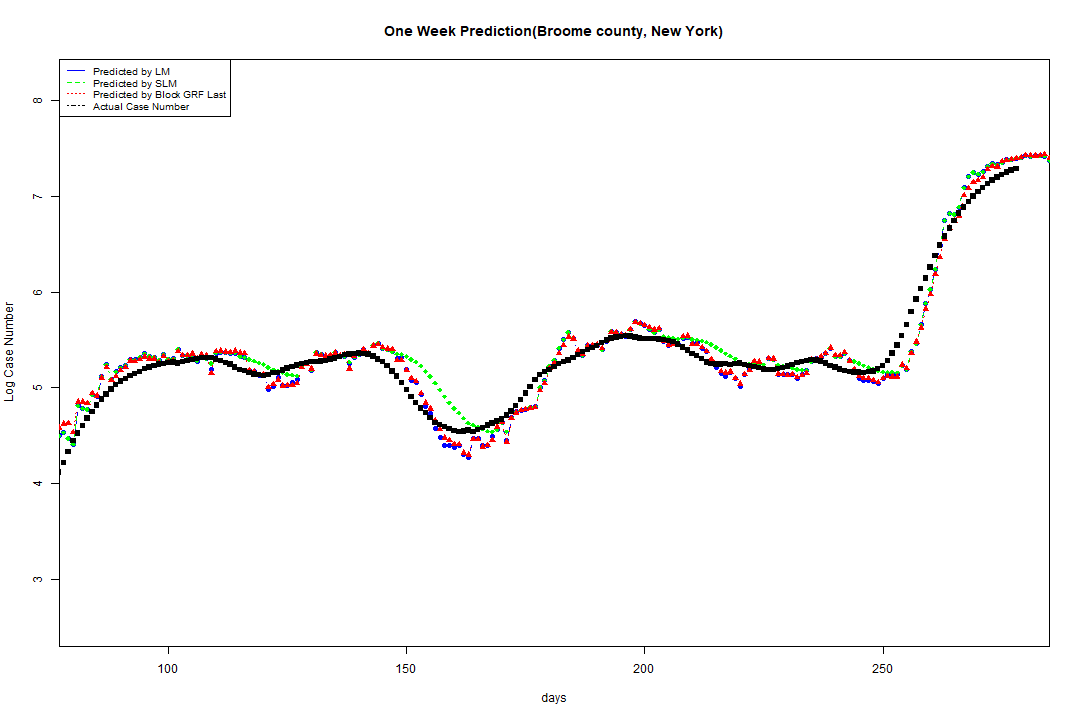 One Week Prediction(Broome county, New York)
Predicted by LM
Predicted by SLM
Predicted by Block GRF Last
Actual Case Number
8
7
6
5
4
3
Log Case Number
100 150 200 250
days